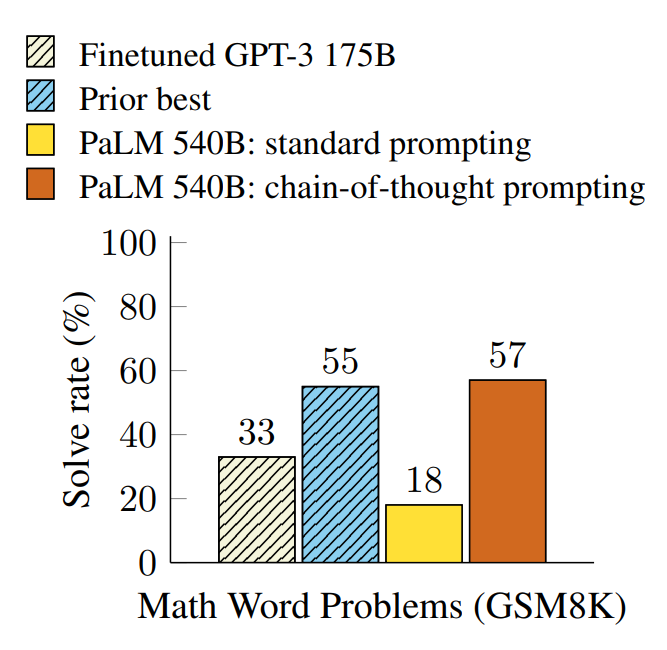 Finetuned GPT-3 175B
Prior best
PaLM 540B: standard prompting
PaLM 540B: chain-of-thought prompting
100
80
60
40
20
0
Solve rate (%)
33
55
18
57
Math Word Problems (GSM8K)